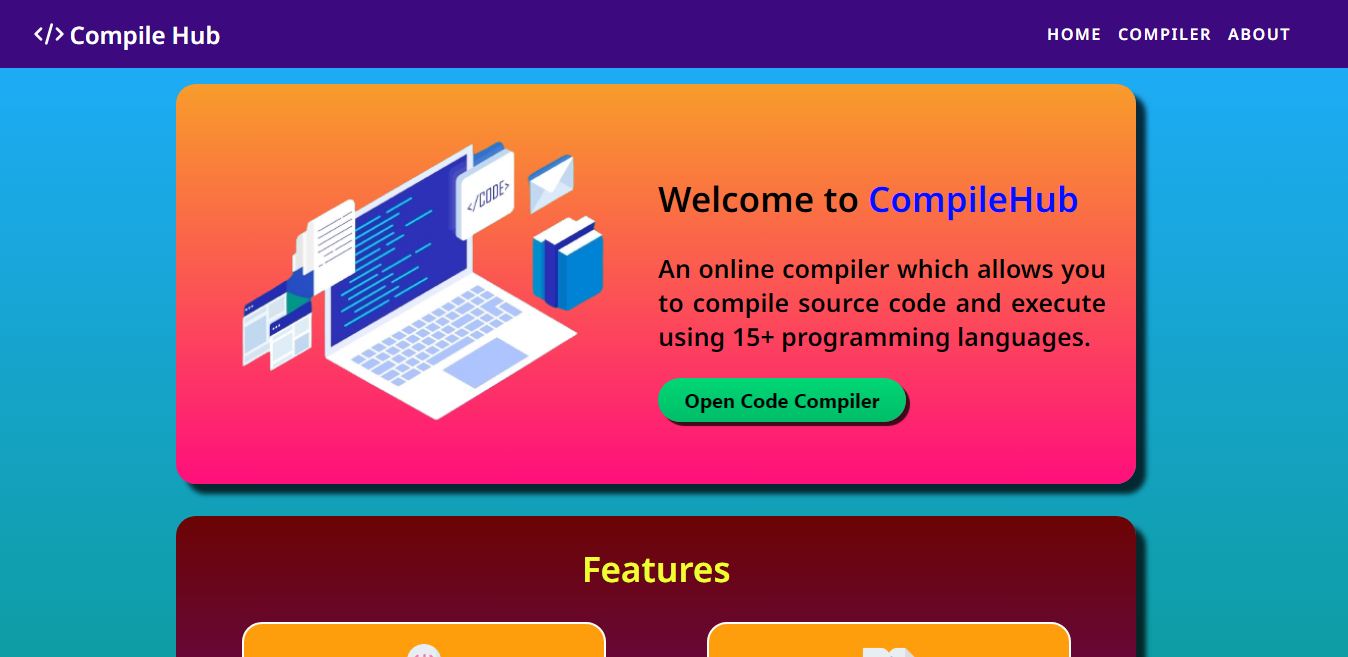 </> Compile Hub
HOME COMPILER ABOUT
</CODE>
Welcome to CompileHub
An online compiler which allows you
to compile source code and execute
using 15+ programming languages.
Open Code Compiler
Features